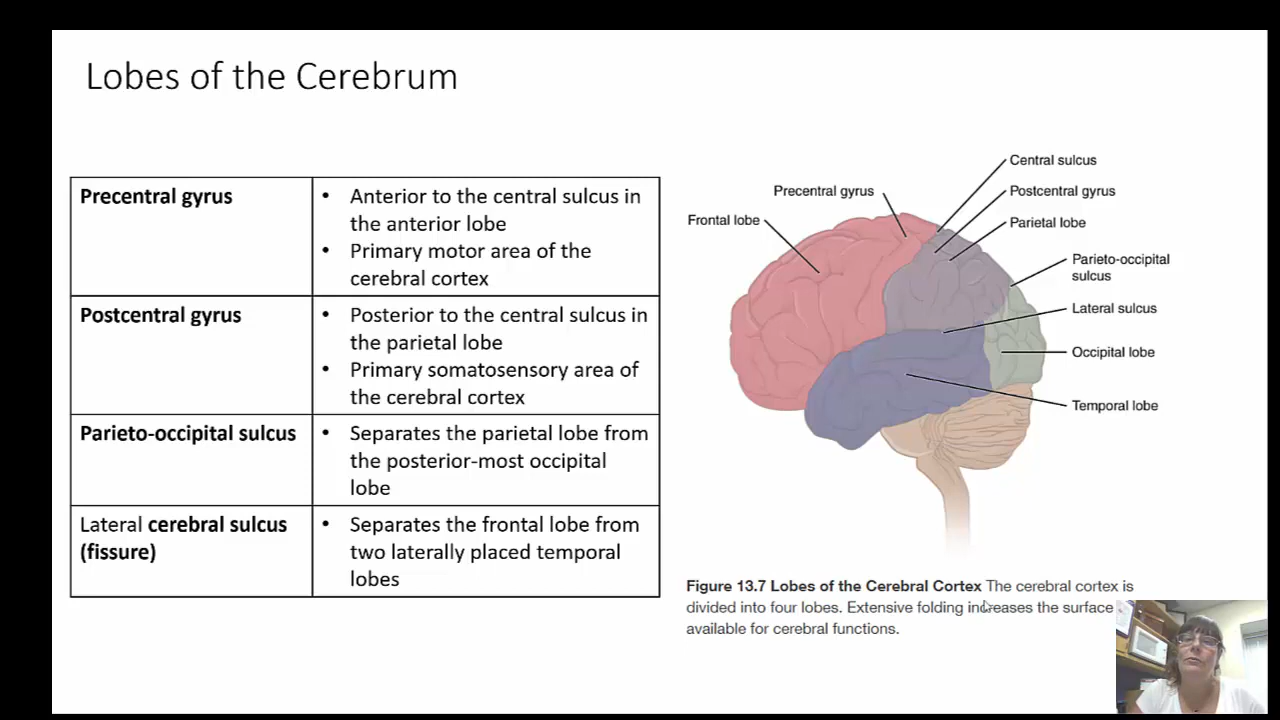 Lobes of the Cerebrum
Precentral gyrus
• Anterior to the central sulcus in
the anterior lobe
• Primary motor area of the
cerebral cortex
Postcentral gyrus
• Posterior to the central sulcus in
the parietal lobe
• Primary somatosensory area of
the cerebral cortex
Parieto-occipital sulcus
• Separates the parietal lobe from
the posterior-most occipital
lobe
Lateral cerebral sulcus
(fissure)
• Separates the frontal lobe from
two laterally placed temporal
lobes
Central sulcus
Precentral gyrus
Postcentral gyrus
Frontal lobe
Parietal lobe
Parieto-occipital
sulcus
Lateral sulcus
Occipital lobe
Temporal lobe
Figure 13.7 Lobes of the Cerebral Cortex The cerebral cortex is
divided into four lobes. Extensive folding increases the surface
available for cerebral functions.